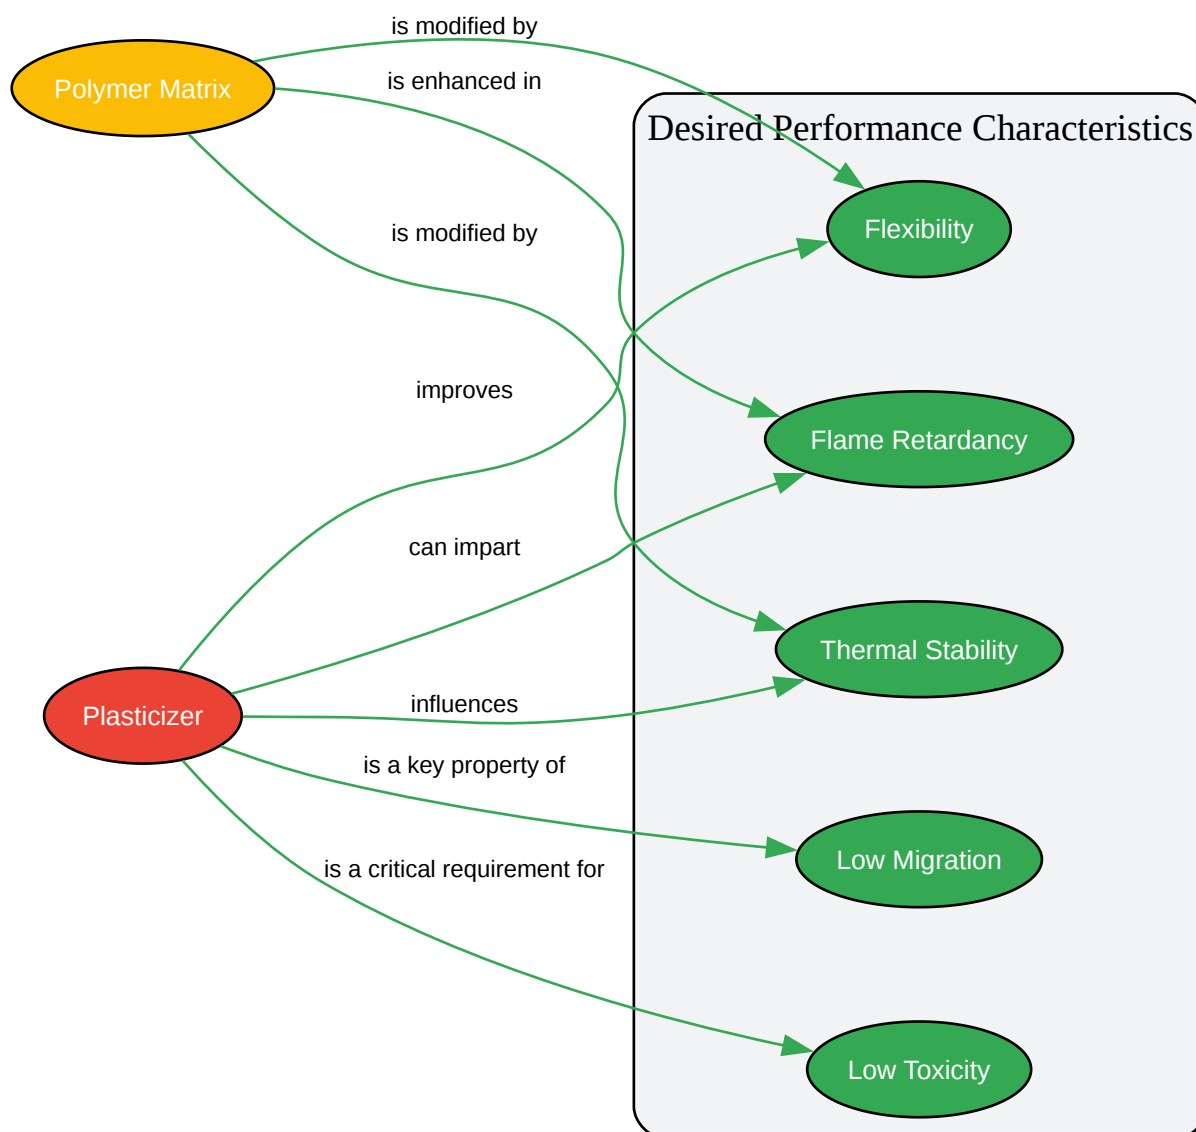 is modified by
Polymer Matrix
is enhanced in
Desired Performance Characteristics
Flexibility
is modified by
improves
Flame Retardancy
can impart
Thermal Stability
influences
Plasticizer
is a key property of
Low Migration
is a critical requirement for
Low Toxicity